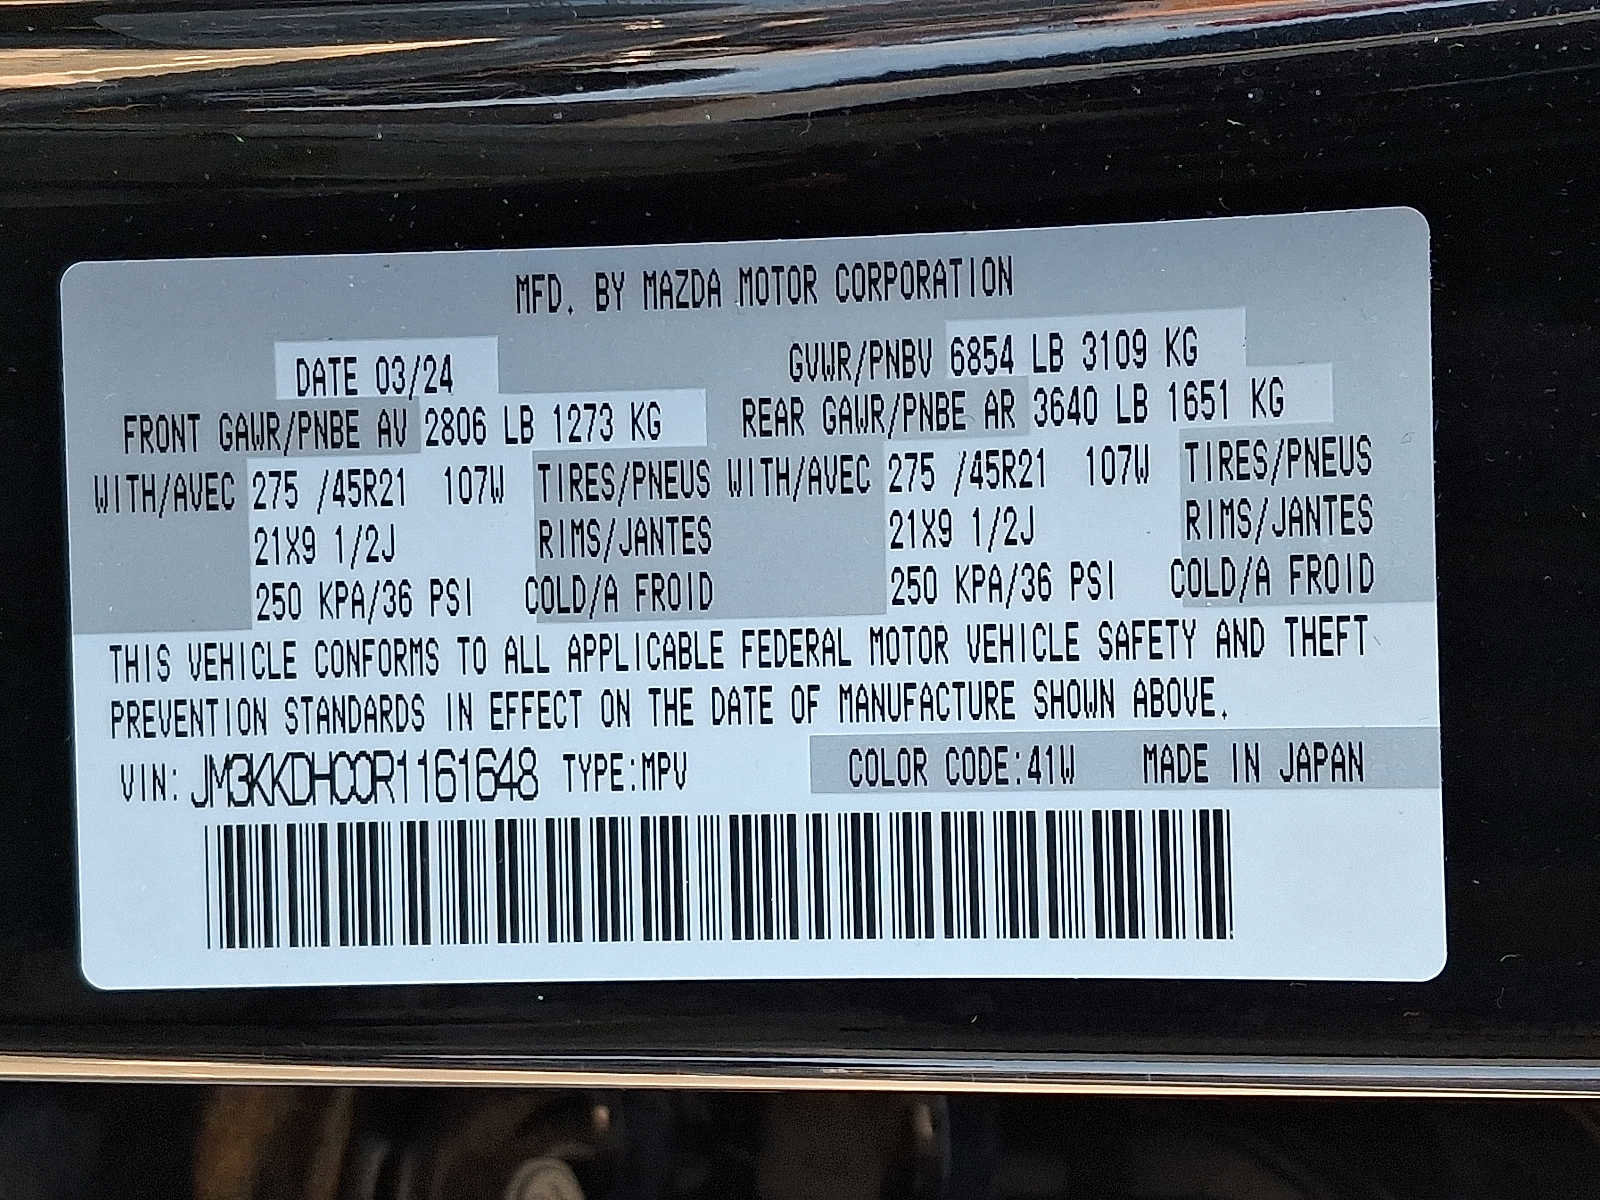 MFD. BY MAZDA MOTOR CORPORATION
DATE 03/24 GVWR/PNBV 6854 LB 3109 KG
FRONT GAWR/PNBE AV 2806 LB 1273 KG REAR GAWR/PNBE AR 3640 LB 1651 KG
WITH/AVEC 275 /45R21 107W TIRES/PNEUS WITH/AVEC 275 /45R21 107W TIRES/PNEUS
21X9 1/2J RIMS/JANTES 21X9 1/2J RIMS/JANTES
250 KPA/36 PSI COLD/A FROID 250 KPA/36 PSI COLD/A FROID
THIS VEHICLE CONFORMS TO ALL APPLICABLE FEDERAL MOTOR VEHICLE SAFETY AND THEFT
PREVENTION STANDARDS IN EFFECT ON THE DATE OF MANUFACTURE SHOWN ABOVE.
VIN: JM3KKDHC0R1161648 TYPE:MPV COLOR CODE:41W MADE IN JAPAN